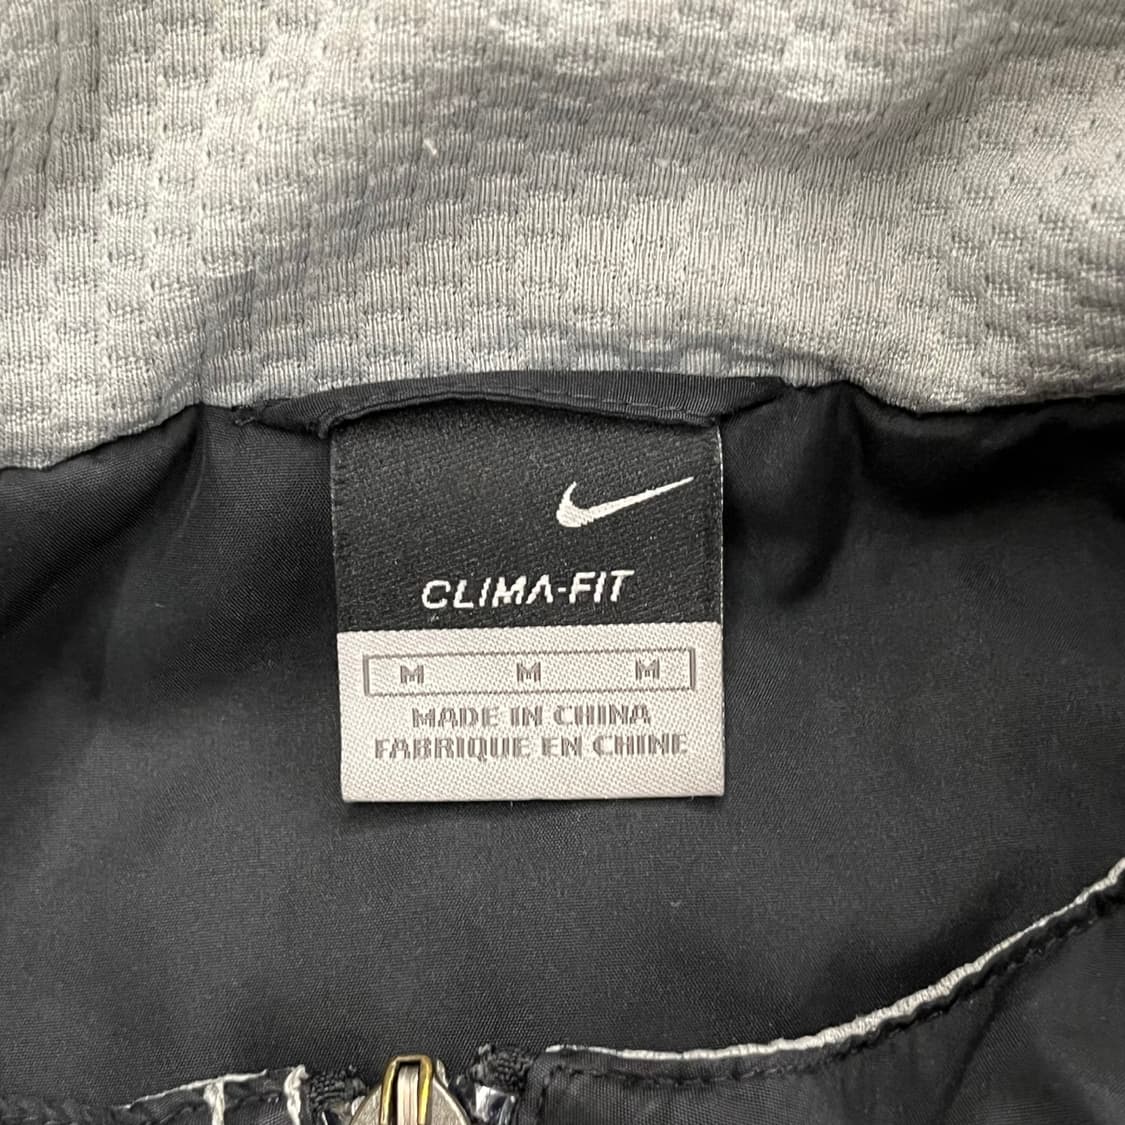 CLIMA-FIT
M M M
MADE IN CHINA
FABRIQUE EN CHINE